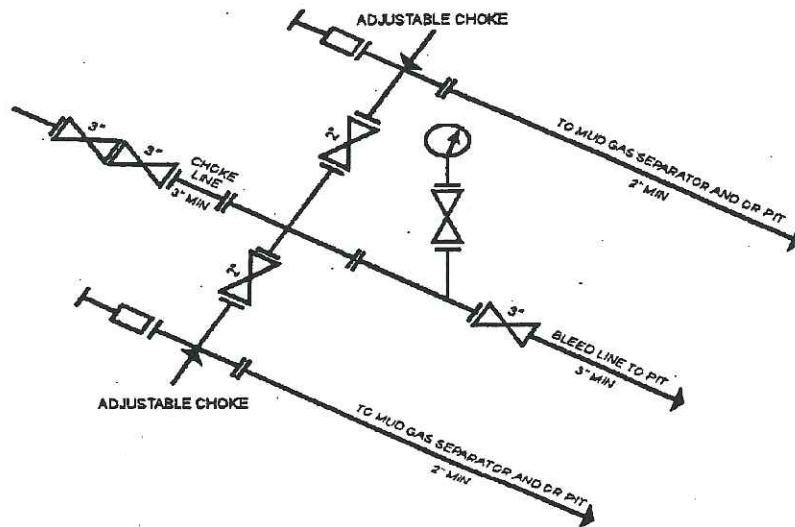 ADJUSTABLE CHOKE
3"
3"
CHOKE
LINE
3" MIN
2"
TO MUD GAS SEPARATOR AND OR PIT
2" MIN
2"
3"
BLEED LINE TO PIT
3" MIN
ADJUSTABLE CHOKE
TO MUD GAS SEPARATOR AND OR PIT
2" MIN